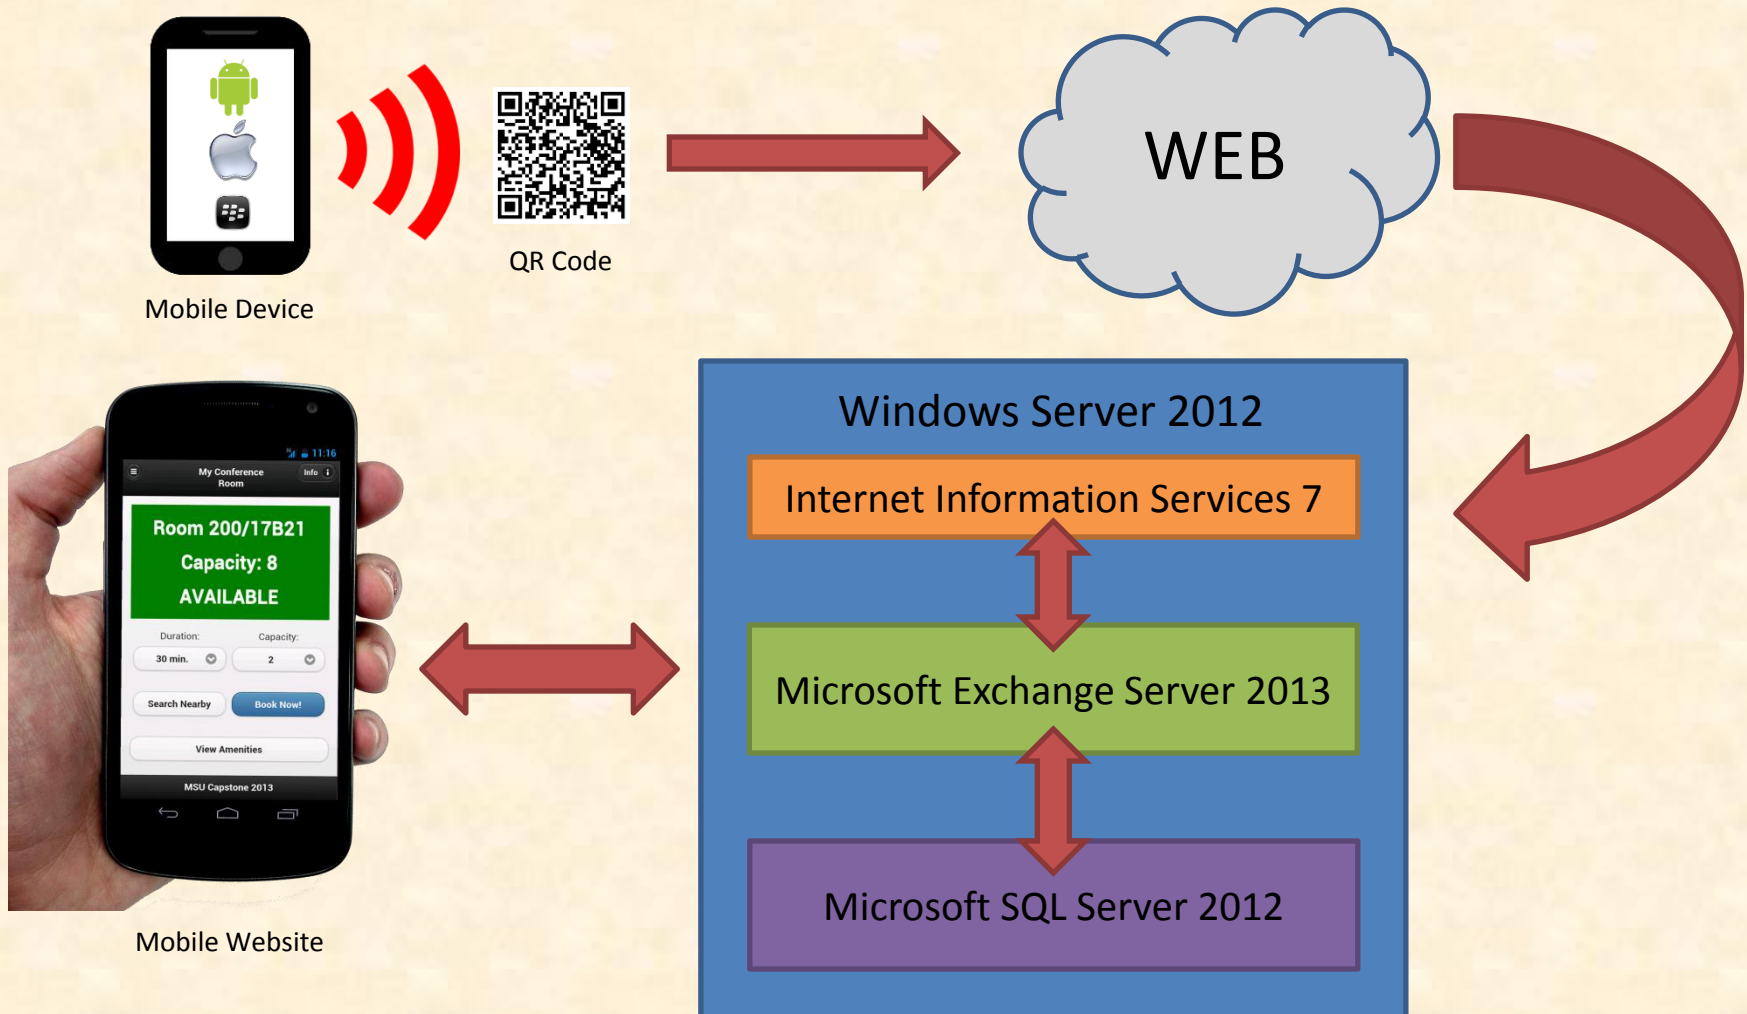 WEB
QR Code
Mobile Device
Windows Server 2012
Internet Information Services 7
Microsoft Exchange Server 2013
Microsoft SQL Server 2012
11:16
My Conference
Room
Info
Room 200/17B21
Capacity: 8
AVAILABLE
Duration:
Capacity:
30 min.
2
Search Nearby
Book Now!
View Amenities
MSU Capstone 2013
Mobile Website